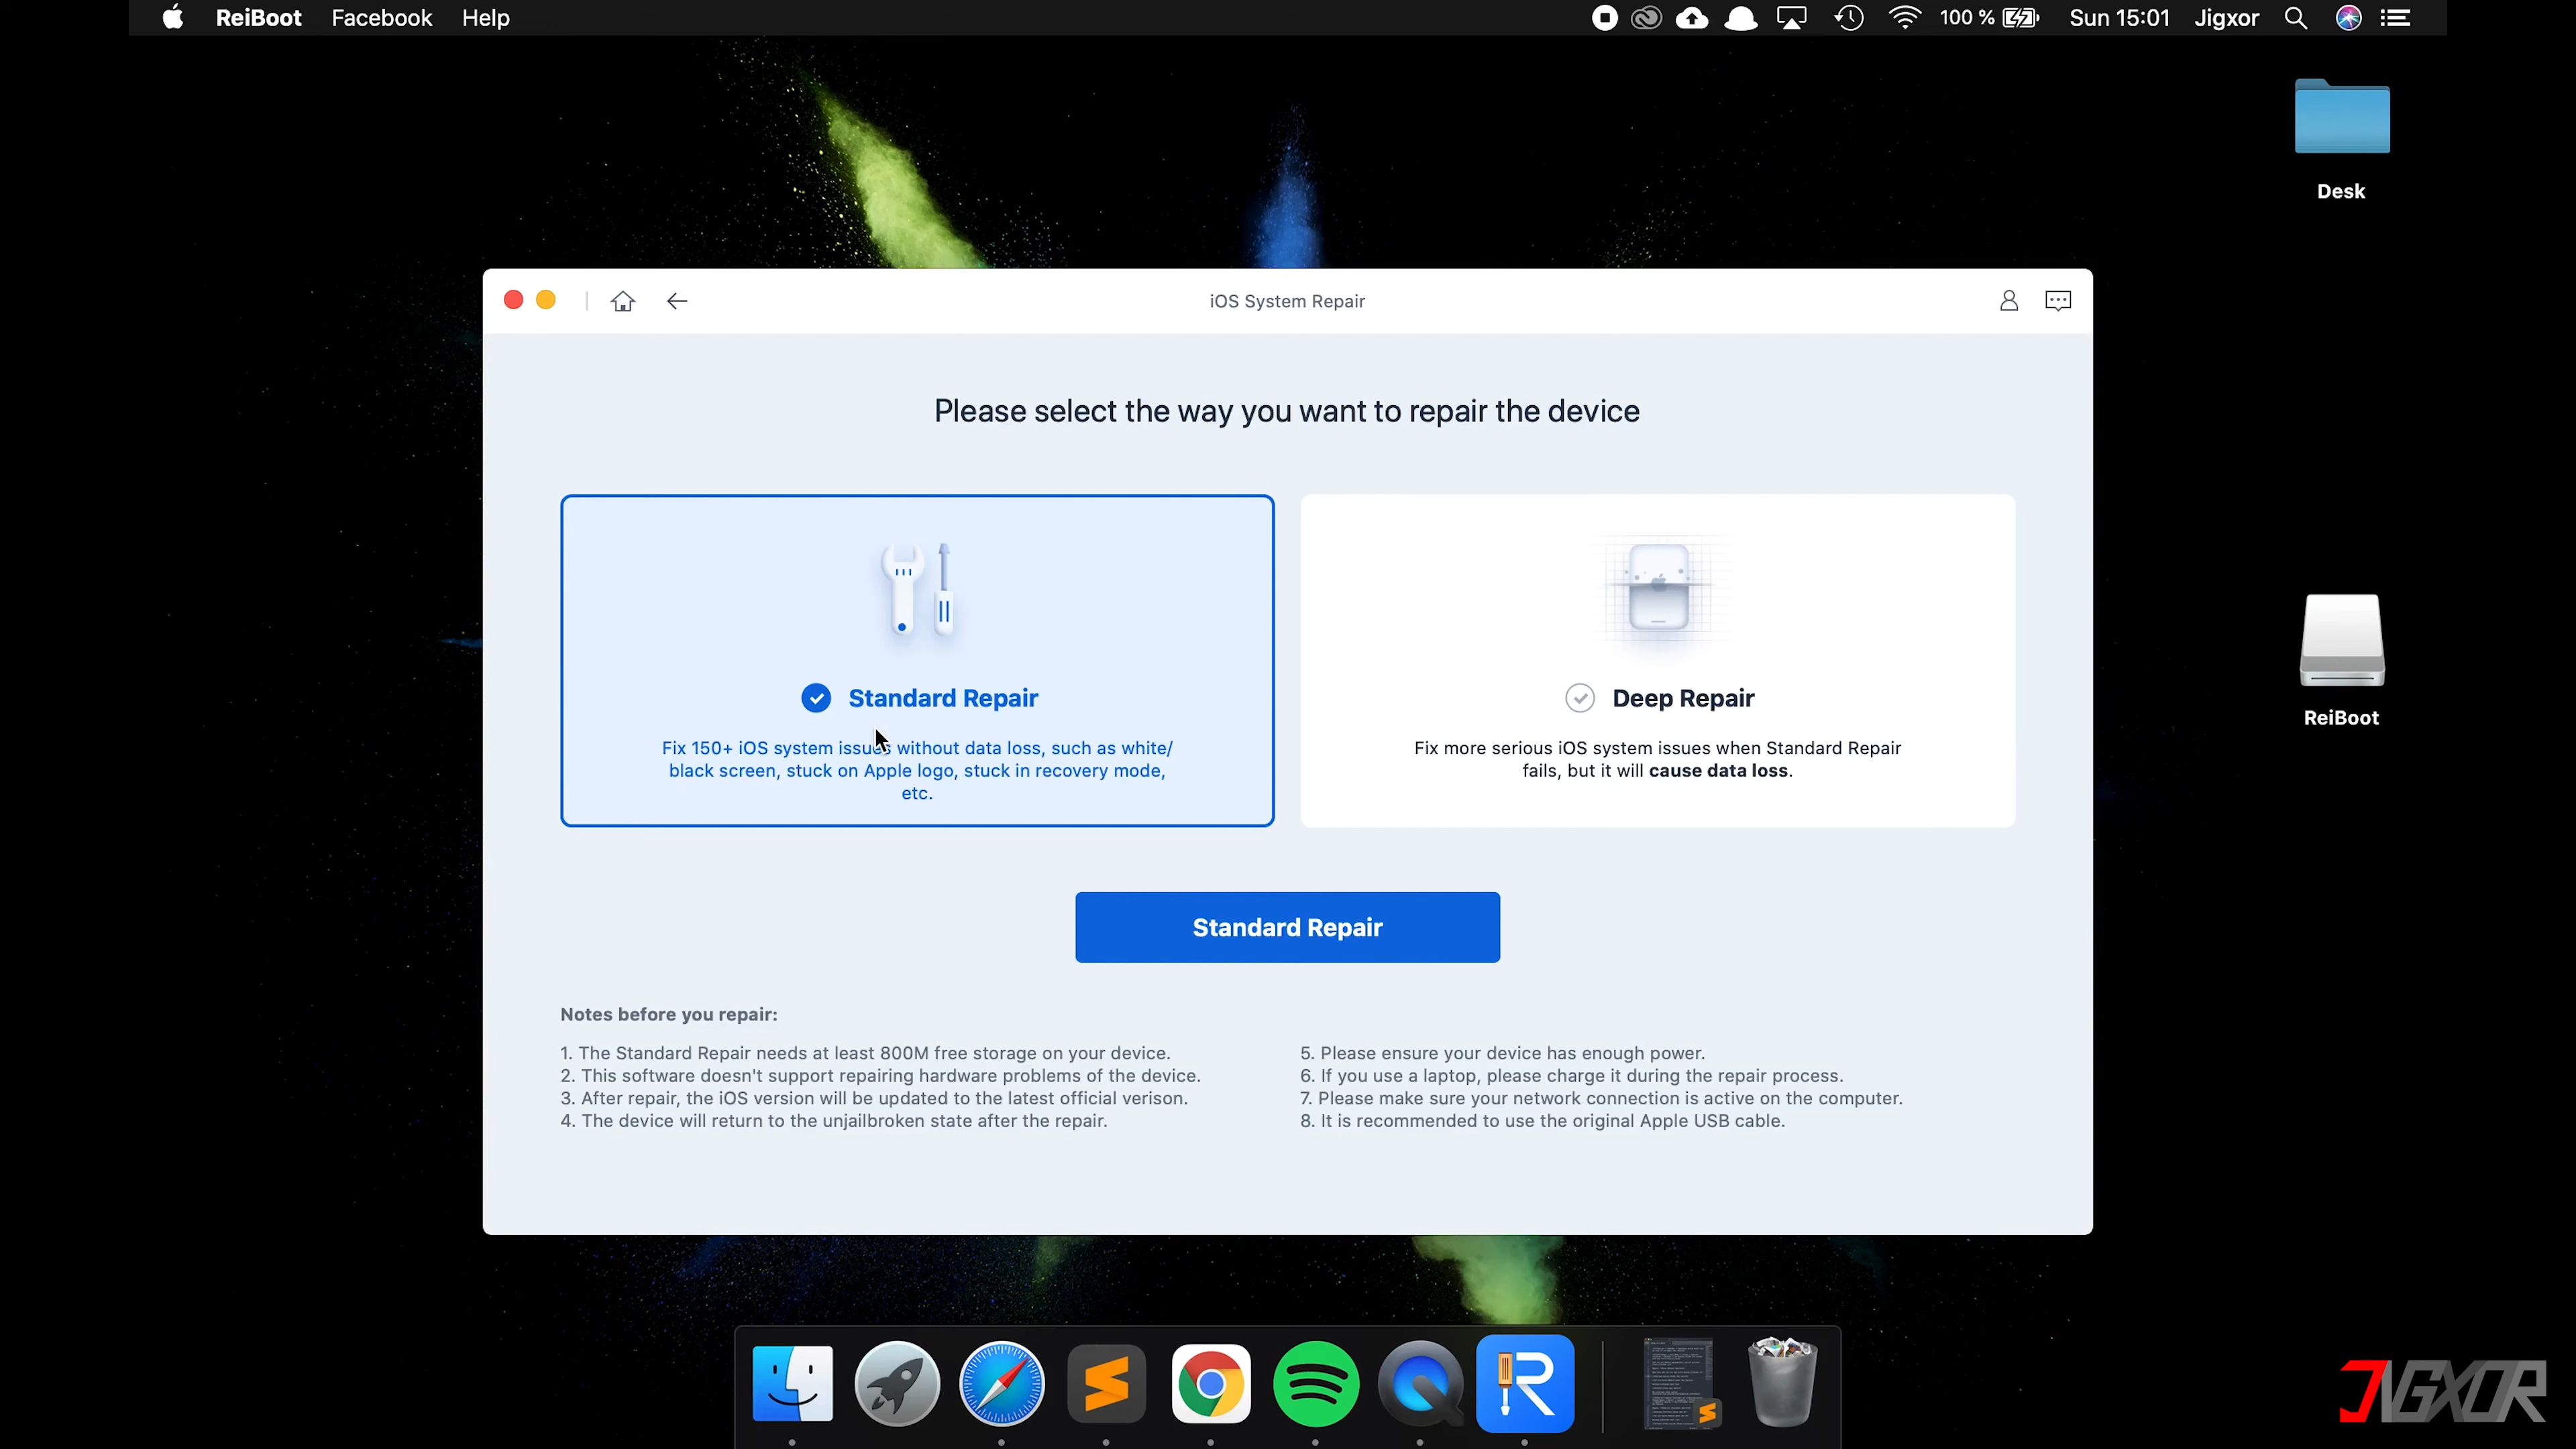 ReiBoot Facebook Help 100 % Sun 15:01 Jigxor
Desk
iOS System Repair
Please select the way you want to repair the device
Standard Repair
Fix 150+ iOS system issues without data loss, such as white/
black screen, stuck on Apple logo, stuck in recovery mode,
etc.
Deep Repair
Fix more serious iOS system issues when Standard Repair
fails, but it will cause data loss.
ReiBoot
Standard Repair
Notes before you repair:
1. The Standard Repair needs at least 800M free storage on your device.
2. This software doesn't support repairing hardware problems of the device.
3. After repair, the iOS version will be updated to the latest official verison.
4. The device will return to the unjailbroken state after the repair.
5. Please ensure your device has enough power.
6. If you use a laptop, please charge it during the repair process.
7. Please make sure your network connection is active on the computer.
8. It is recommended to use the original Apple USB cable.
JIGXOR